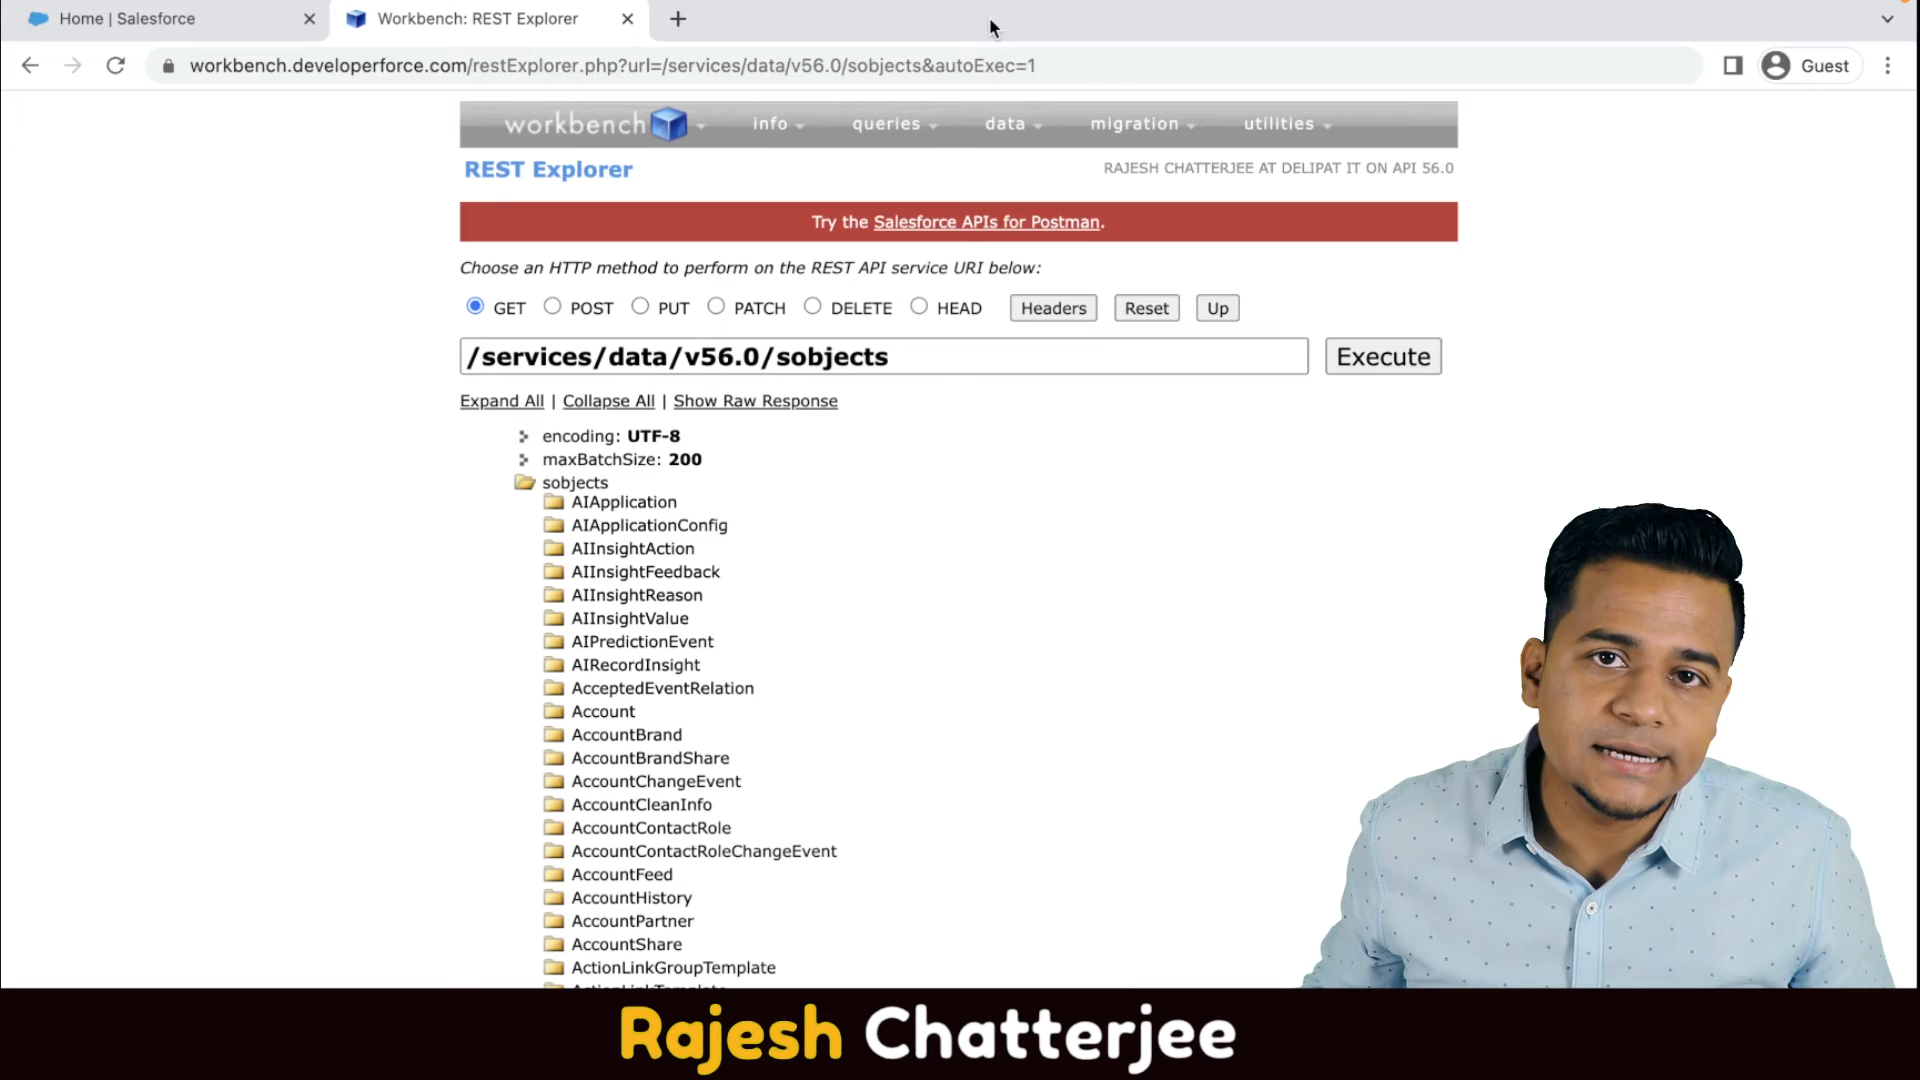 Home | Salesforce
Workbench: REST Explorer
workbench.developerforce.com/restExplorer.php?url=/services/data/v56.0/sobjects&autoExec=1
Guest
workbench info queries data migration utilities
REST Explorer
RAJESH CHATTERJEE AT DELIPAT IT ON API 56.0
Try the Salesforce APIs for Postman.
Choose an HTTP method to perform on the REST API service URI below:
GET POST PUT PATCH DELETE HEAD Headers Reset Up
/services/data/v56.0/sobjects Execute
Expand All | Collapse All | Show Raw Response
encoding: UTF-8
maxBatchSize: 200
sobjects
AIApplication
AIApplicationConfig
AIInsightAction
AIInsightFeedback
AIInsightReason
AIInsightValue
AIPredictionEvent
AIRecordInsight
AcceptedEventRelation
Account
AccountBrand
AccountBrandShare
AccountChangeEvent
AccountCleanInfo
AccountContactRole
AccountContactRoleChangeEvent
AccountFeed
AccountHistory
AccountPartner
AccountShare
ActionLinkGroupTemplate
Rajesh Chatterjee